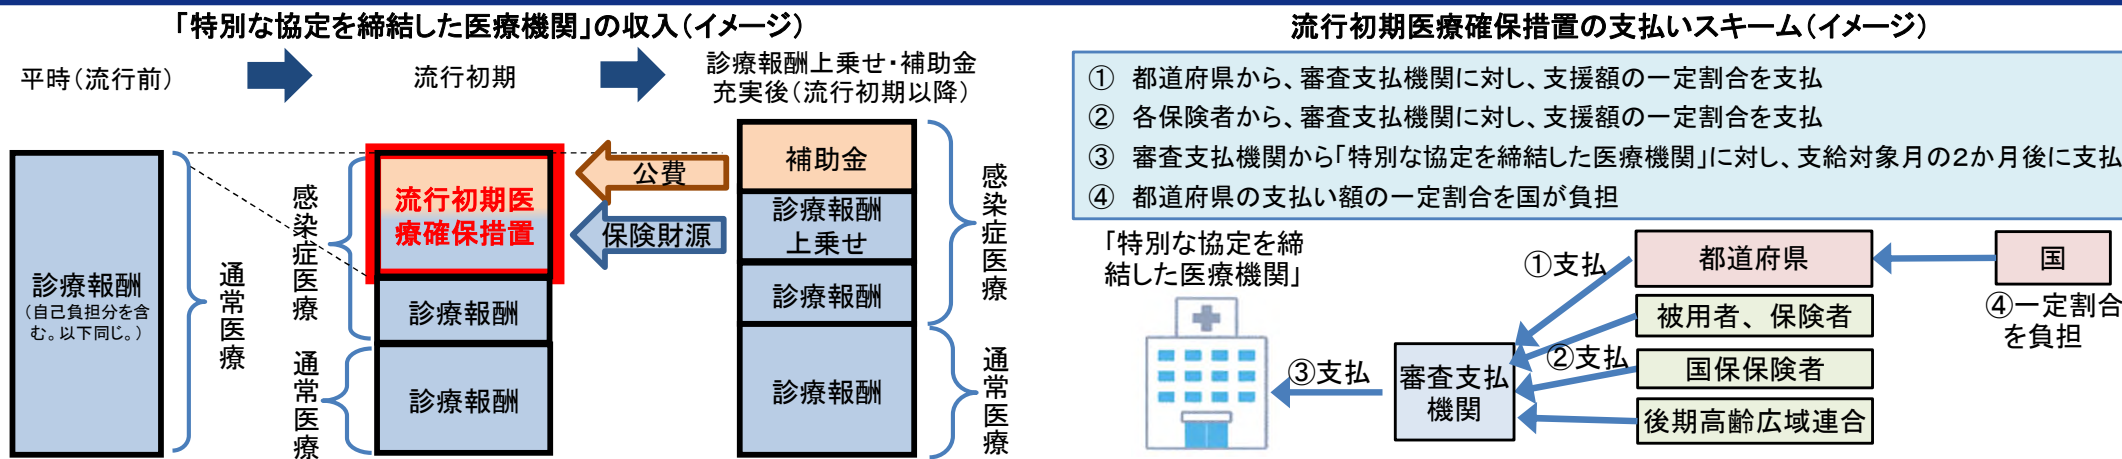 「特別な協定を締結した医療機関」の収入（イメージ）
平時（流行前）
流行初期
診療報酬上乗せ・補助金
充実後（流行初期以降）
診療報酬
（自己負担分を含
む。以下同じ。）
通常医療
感染症医療
通常医療
流行初期医
療確保措置
診療報酬
診療報酬
公費
保険財源
補助金
診療報酬
上乗せ
診療報酬
診療報酬
感染症医療
通常医療
流行初期医療確保措置の支払いスキーム（イメージ）
① 都道府県から、審査支払機関に対し、支援額の一定割合を支払
② 各保険者から、審査支払機関に対し、支援額の一定割合を支払
③ 審査支払機関から「特別な協定を締結した医療機関」に対し、支給対象月の２か月後に支払
④ 都道府県の支払い額の一定割合を国が負担
「特別な協定を締
結した医療機関」
③支払
審査支払
機関
①支払
②支払
都道府県
被用者、保険者
国保保険者
後期高齢広域連合
国
④一定割合
を負担